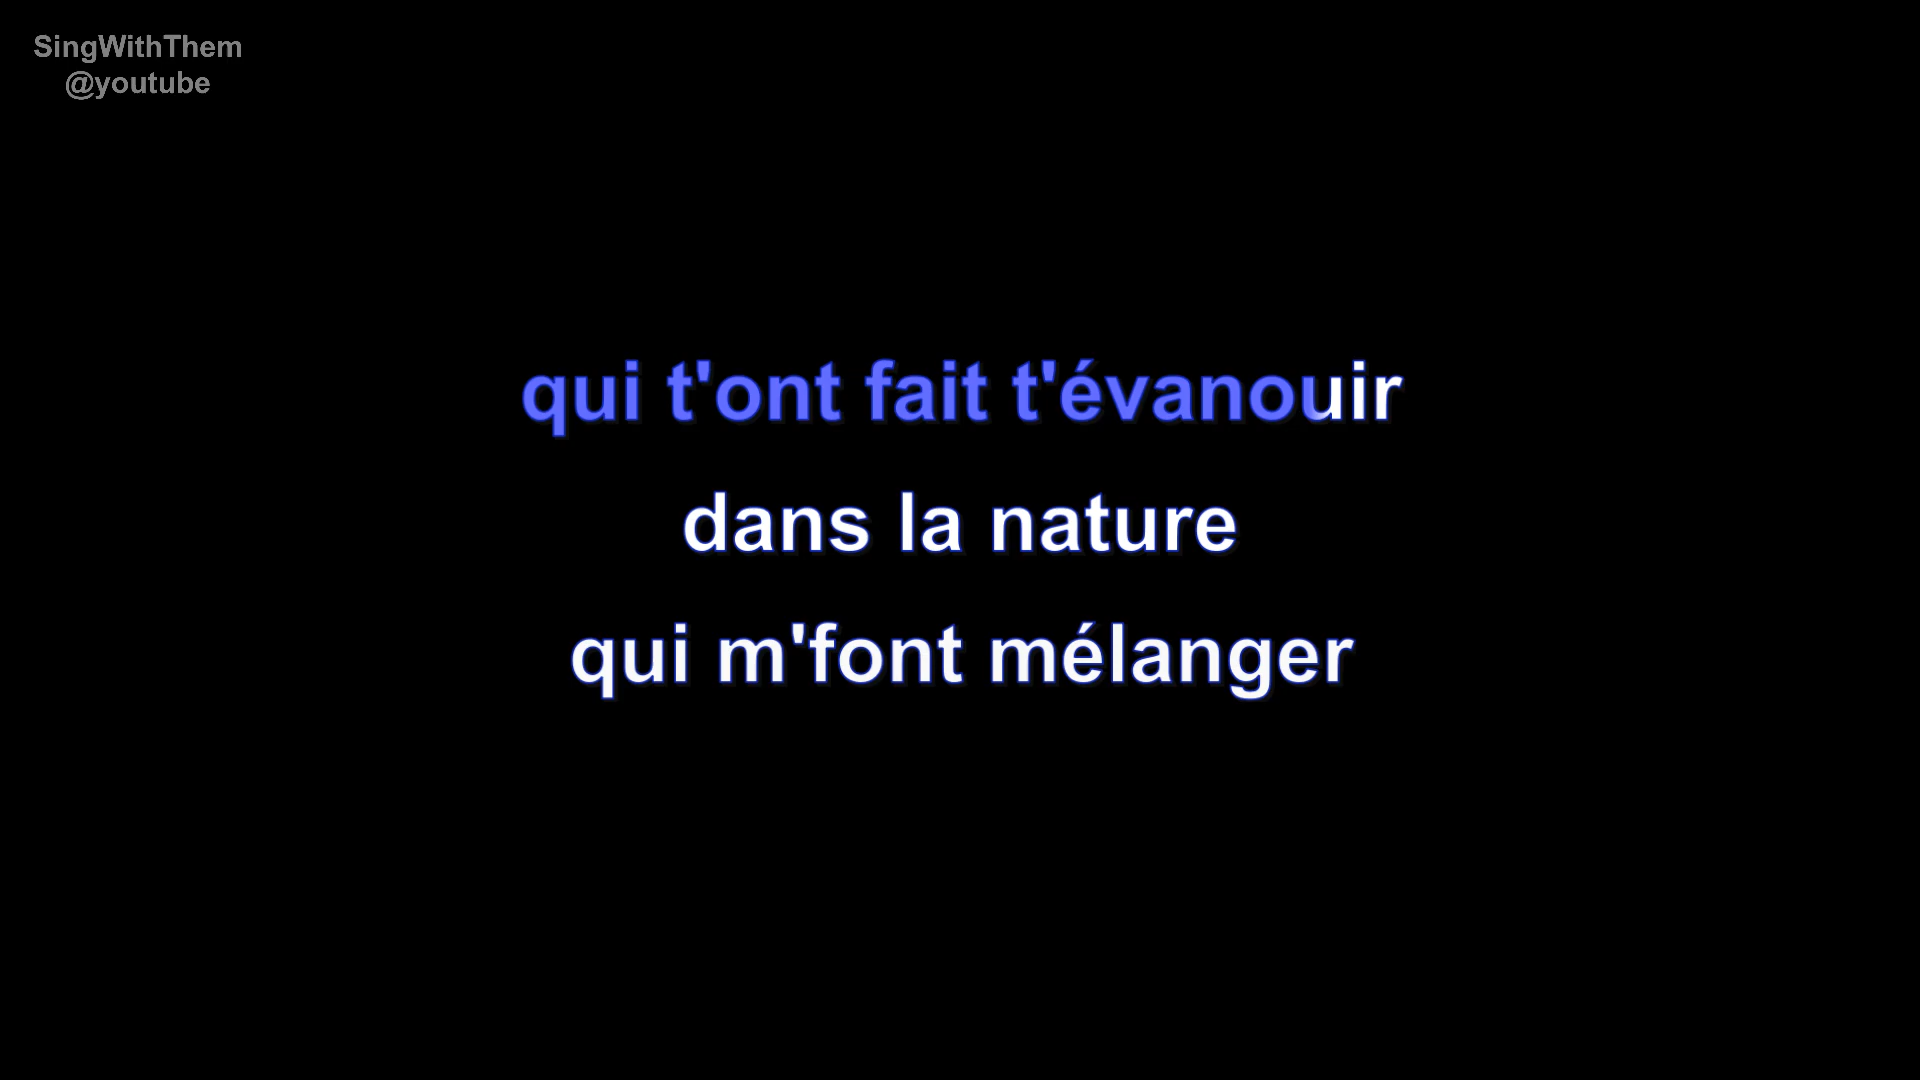 SingWithThem
@youtube
qui t'ont fait t'évanouir
dans la nature
qui m'font mélanger